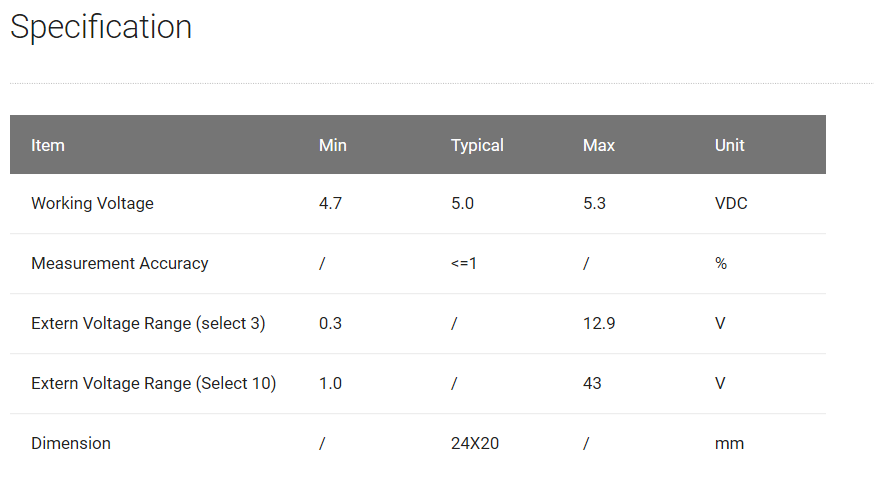 Specification
Item Min Typical Max Unit
Working Voltage 4.7 5.0 5.3 VDC
Measurement Accuracy / <=1 / %
Extern Voltage Range (select 3) 0.3 / 12.9 V
Extern Voltage Range (Select 10) 1.0 / 43 V
Dimension / 24X20 / mm